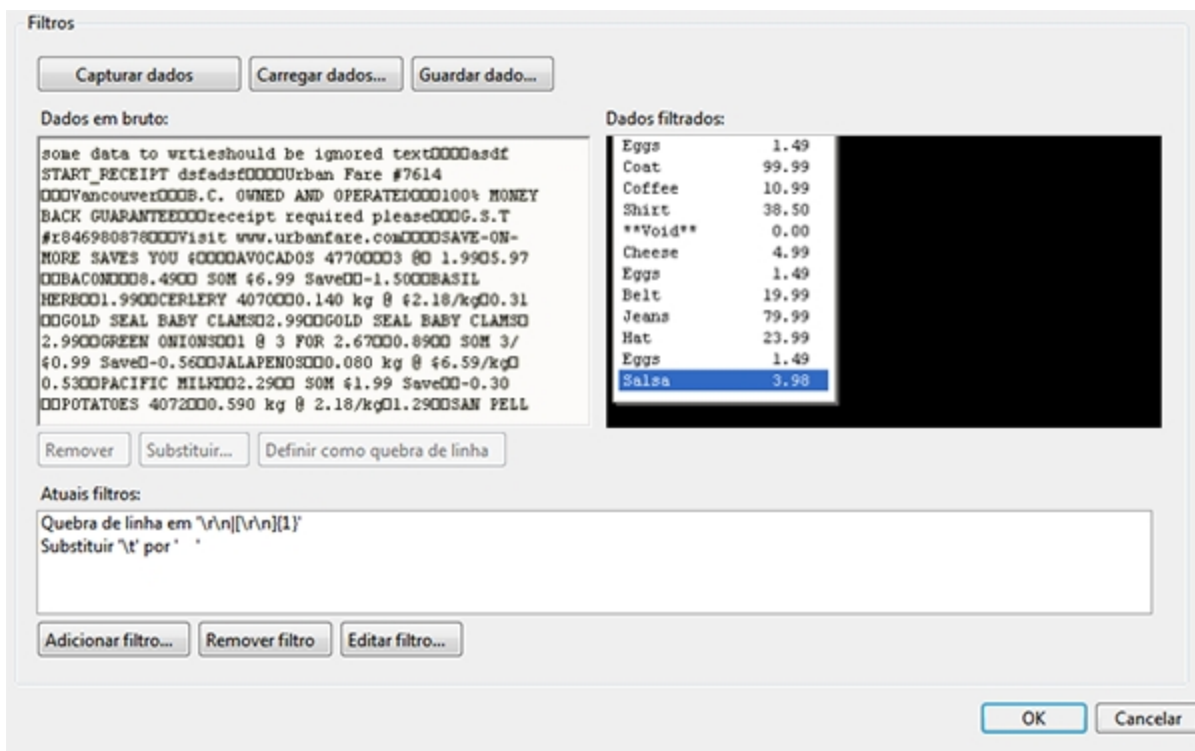 Filtros
Capturar dados Carregar dados... Guardar dado...
Dados em bruto:
some data to wrtieshould be ignored text□□□□asdf
START_RECEIPT dsfadsf□□□□Urban Fare #7614
□□□Vancouver□□□B.C. OWNED AND OPERATED□□□100% MONEY
BACK GUARANTEE□□□receipt required please□□□G.S.T
#r846980878□□□Visit www.urbanfare.com□□□□SAVE-ON-
MORE SAVES YOU $□□□□AVOCADOS 4770□□□3 @□ 1.99□5.97
□□BACON□□□8.49□□ SOM $6.99 Save□□-1.50□□BASIL
HERB□□1.99□□CERLERY 4070□□□0.140 kg @ $2.18/kg□0.31
□□GOLD SEAL BABY CLAMS□2.99□□GOLD SEAL BABY CLAMS□
2.99□□GREEN ONIONS□□1 @ 3 FOR 2.67□□0.89□□ SOM 3/
$0.99 Save□-0.56□□JALAPENOS□□0.080 kg @ $6.59/kg□
0.53□□PACIFIC MILK□□2.29□□ SOM $1.99 Save□□-0.30
□□POTATOES 4072□□0.590 kg @ 2.18/kg□1.29□□SAN PELL
Dados filtrados:
Eggs 1.49
Coat 99.99
Coffee 10.99
Shirt 38.50
**Void** 0.00
Cheese 4.99
Eggs 1.49
Belt 19.99
Jeans 79.99
Hat 23.99
Eggs 1.49
Salsa 3.98
Remover Substituir... Definir como quebra de linha
Atuais filtros:
Quebra de linha em '\r\n|[\r\n]{1}'
Substituir '\t' por '    '
Adicionar filtro... Remover filtro Editar filtro...
OK Cancelar